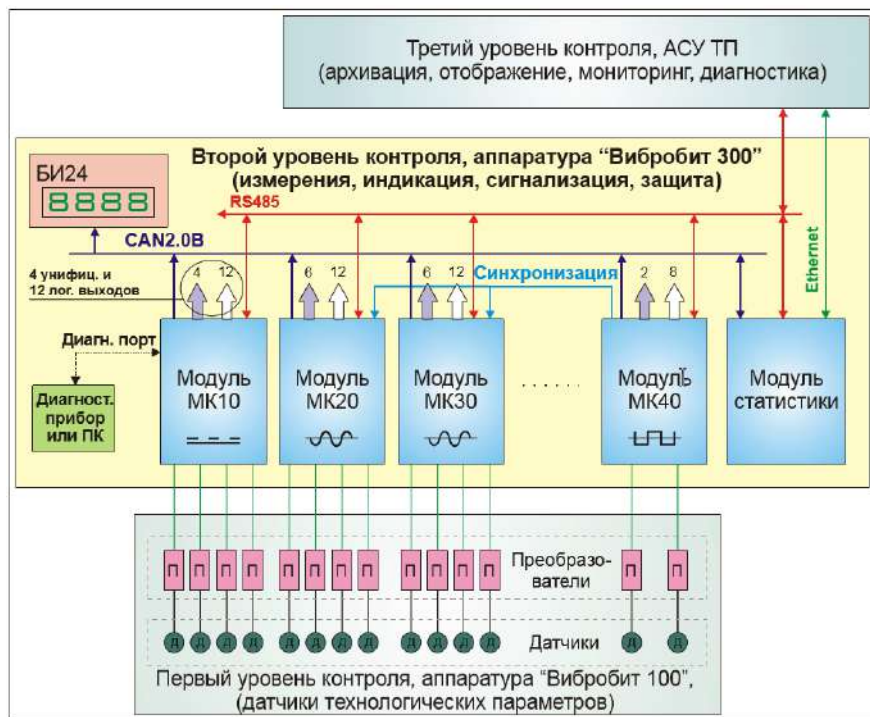 Третий уровень контроля, АСУ ТП
(архивация, отображение, мониторинг, диагностика)
БИ24
8888
Второй уровень контроля, аппаратура “Вибробит 300”
(измерения, индикация, сигнализация, защита)
RS485
CAN2.0B
Ethernet
4 унифиц. и
12 лог. выходов
4 12
6 12
6 12
2 8
Синхронизация
Диагн. порт
Диагност.
прибор
или ПК
Модуль
МК10
Модуль
МК20
Модуль
МК30
. . . . . . .
Модуль
МК40
Модуль
статистики
П П П П П П П П П П П П П П
Преобразо-
ватели
Д Д Д Д Д Д Д Д Д Д Д Д Д Д
Датчики
Первый уровень контроля, аппаратура “Вибробит 100”,
(датчики технологических параметров)